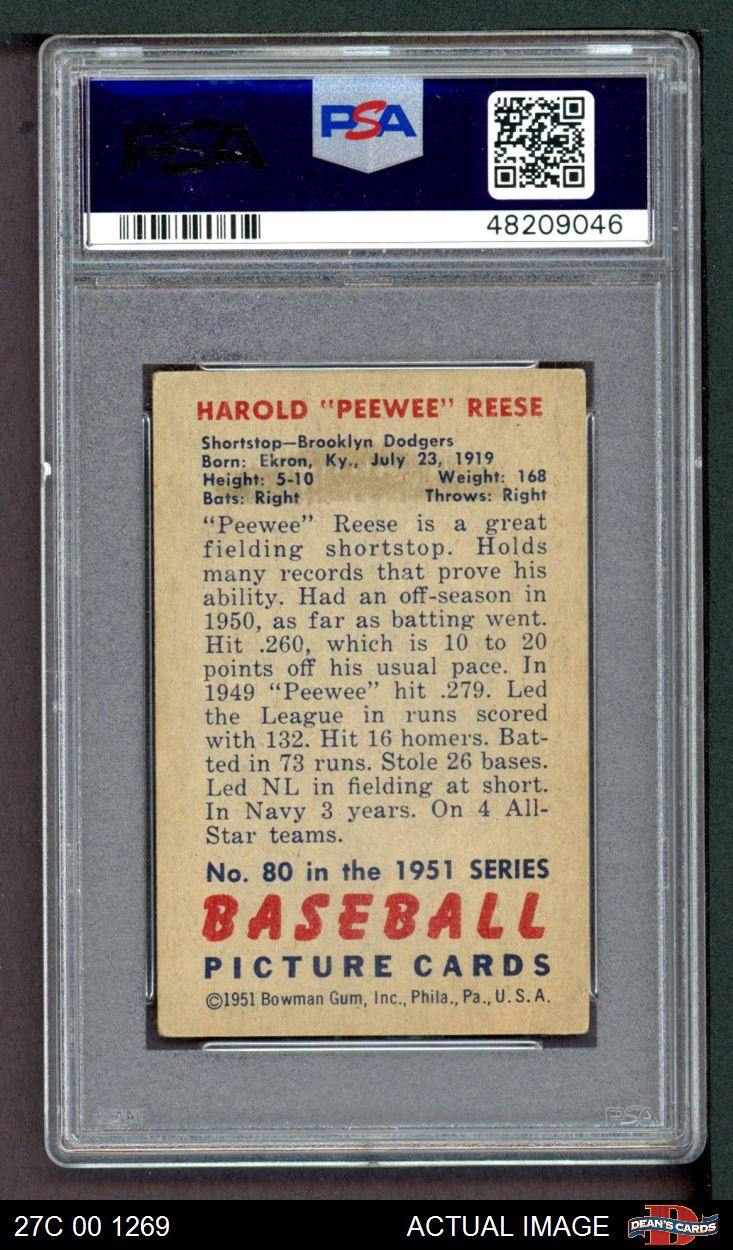 PSA
PSA
48209046
HAROLD "PEEWEE" REESE
Shortstop—Brooklyn Dodgers
Born: Ekron, Ky., July 23, 1919
Height: 5-10 Weight: 168
Bats: Right Throws: Right
"Peewee" Reese is a great
fielding shortstop. Holds
many records that prove his
ability. Had an off-season in
1950, as far as batting went.
Hit .260, which is 10 to 20
points off his usual pace. In
1949 "Peewee" hit .279. Led
the League in runs scored
with 132. Hit 16 homers. Bat-
ted in 73 runs. Stole 26 bases.
Led NL in fielding at short.
In Navy 3 years. On 4 All-
Star teams.
No. 80 in the 1951 SERIES
BASEBALL
PICTURE CARDS
©1951 Bowman Gum, Inc., Phila., Pa., U. S. A.
PSA
27C 00 1269 ACTUAL IMAGE DEAN'S CARDS